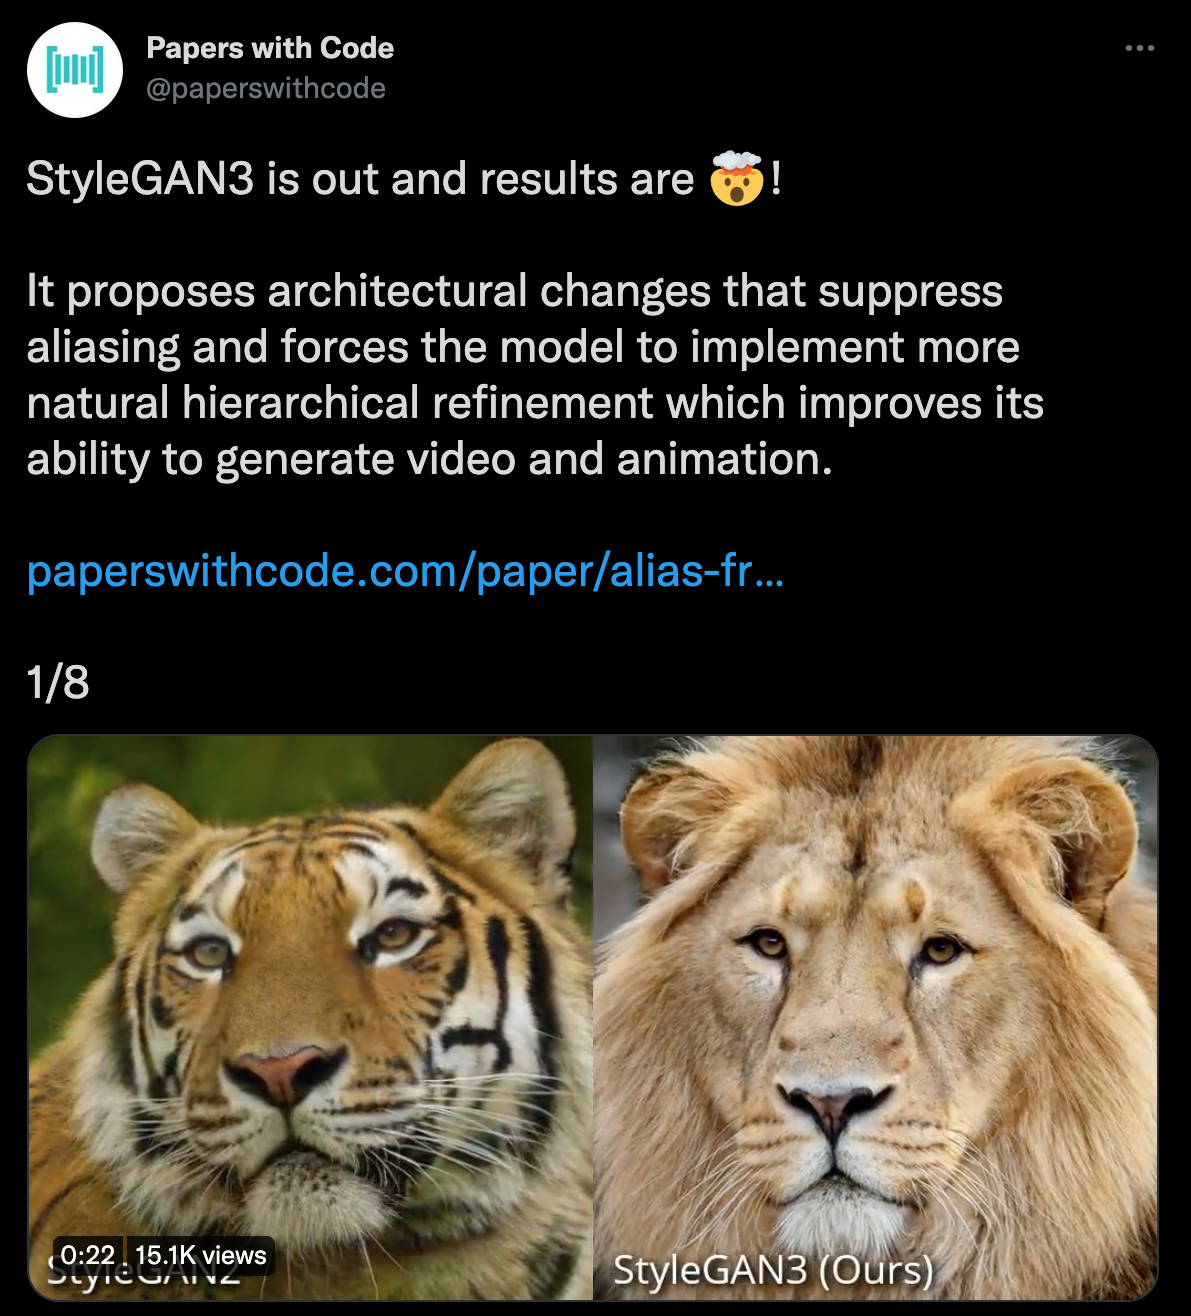 Papers with Code
@paperswithcode
StyleGAN3 is out and results are 🤯!
It proposes architectural changes that suppress
aliasing and forces the model to implement more
natural hierarchical refinement which improves its
ability to generate video and animation.
paperswithcode.com/paper/alias-fr…
1/8
0:22 15.1K views
StyleGAN2
StyleGAN3 (Ours)